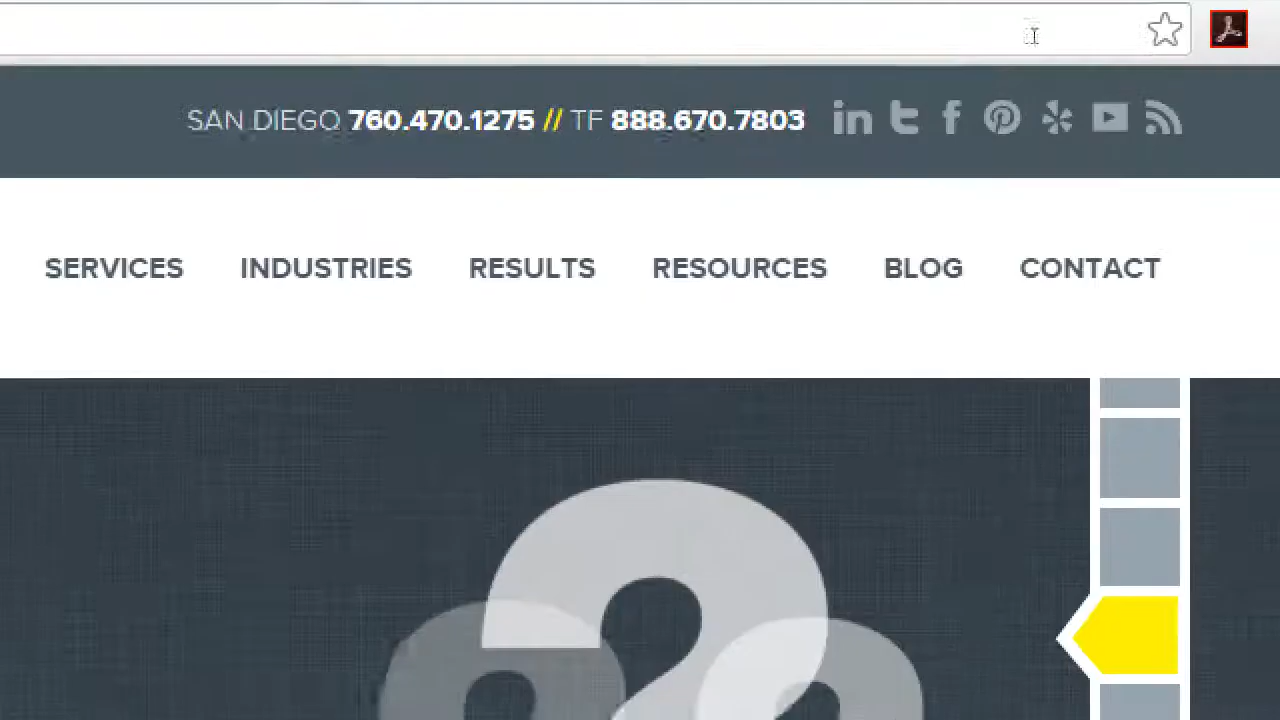 SAN DIEGO 760.470.1275 // TF 888.670.7803
SERVICES INDUSTRIES RESULTS RESOURCES BLOG CONTACT